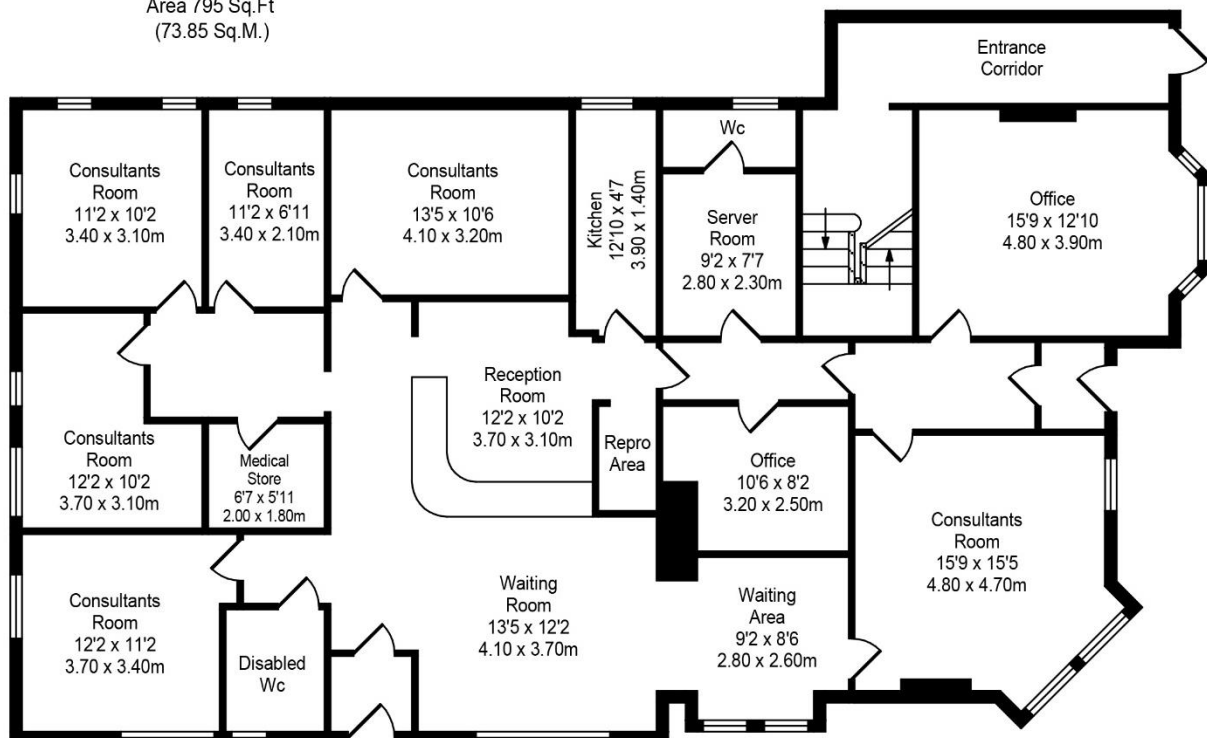 Area 795 Sq.Ft
(73.85 Sq.M.)
Entrance
Corridor
Consultants
Room
11'2 x 10'2
3.40 x 3.10m
Consultants
Room
11'2 x 6'11
3.40 x 2.10m
Consultants
Room
13'5 x 10'6
4.10 x 3.20m
Kitchen
12'10 x 4'7
3.90 x 1.40m
Wc
Server
Room
9'2 x 7'7
2.80 x 2.30m
Office
15'9 x 12'10
4.80 x 3.90m
Consultants
Room
12'2 x 10'2
3.70 x 3.10m
Medical
Store
6'7 x 5'11
2.00 x 1.80m
Reception
Room
12'2 x 10'2
3.70 x 3.10m
Repro
Area
Office
10'6 x 8'2
3.20 x 2.50m
Consultants
Room
15'9 x 15'5
4.80 x 4.70m
Consultants
Room
12'2 x 11'2
3.70 x 3.40m
Disabled
Wc
Waiting
Room
13'5 x 12'2
4.10 x 3.70m
Waiting
Area
9'2 x 8'6
2.80 x 2.60m